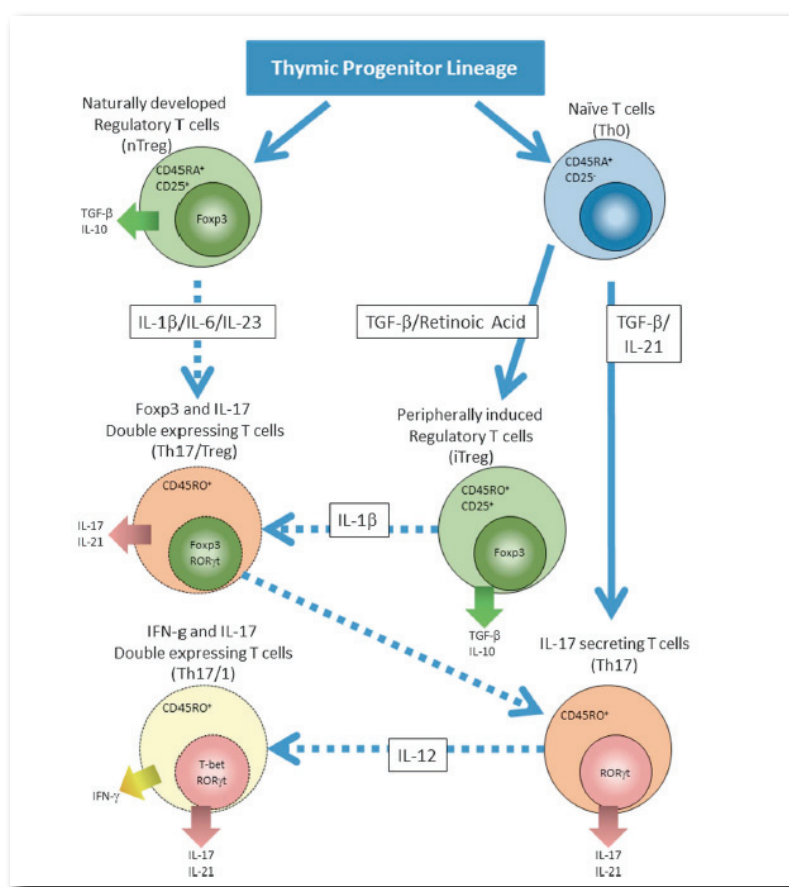 Thymic Progenitor Lineage
Naturally developed
Regulatory T cells
(nTreg)
CD45RA⁺
CD25⁺
Foxp3
TGF-β
IL-10
Naïve T cells
(Th0)
CD45RA⁺
CD25⁻
IL-1β/IL-6/IL-23
TGF-β/Retinoic Acid
TGF-β/
IL-21
Foxp3 and IL-17
Double expressing T cells
(Th17/Treg)
CD45RO⁺
Foxp3
RORγt
IL-17
IL-21
IL-1β
Peripherally induced
Regulatory T cells
(iTreg)
CD45RO⁺
CD25⁺
Foxp3
TGF-β
IL-10
IFN-g and IL-17
Double expressing T cells
(Th17/1)
CD45RO⁺
T-bet
RORγt
IFN-γ
IL-17
IL-21
IL-12
IL-17 secreting T cells
(Th17)
CD45RO⁺
RORγt
IL-17
IL-21